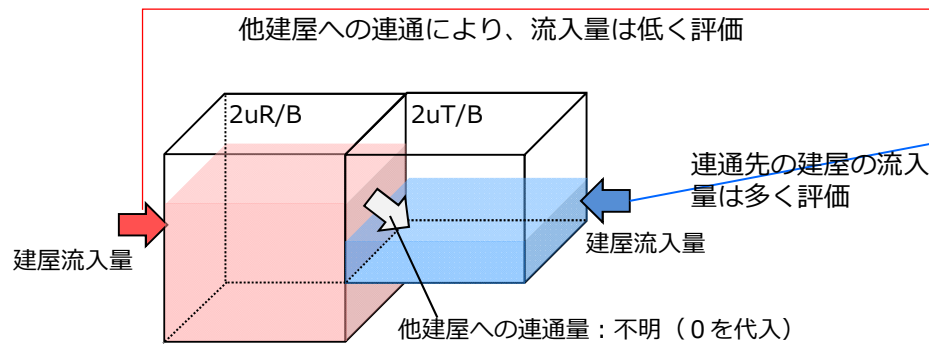 他建屋への連通により、流入量は低く評価
2uR/B
2uT/B
連通先の建屋の流入
量は多く評価
建屋流入量
建屋流入量
他建屋への連通量：不明（０を代入）